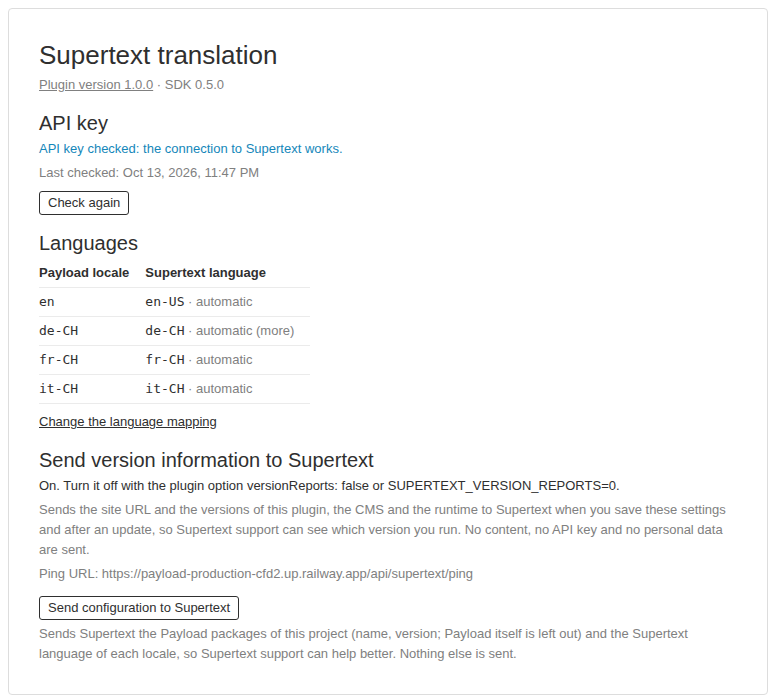 Supertext translation
Plugin version 1.0.0 · SDK 0.5.0
API key
API key checked: the connection to Supertext works.
Last checked: Oct 13, 2026, 11:47 PM
Check again
Languages
Payload locale Supertext language
en en-US · automatic
de-CH de-CH · automatic (more)
fr-CH fr-CH · automatic
it-CH it-CH · automatic
Change the language mapping
Send version information to Supertext
On. Turn it off with the plugin option versionReports: false or SUPERTEXT_VERSION_REPORTS=0.
Sends the site URL and the versions of this plugin, the CMS and the runtime to Supertext when you save these settings
and after an update, so Supertext support can see which version you run. No content, no API key and no personal data
are sent.
Ping URL: https://payload-production-cfd2.up.railway.app/api/supertext/ping
Send configuration to Supertext
Sends Supertext the Payload packages of this project (name, version; Payload itself is left out) and the Supertext
language of each locale, so Supertext support can help better. Nothing else is sent.